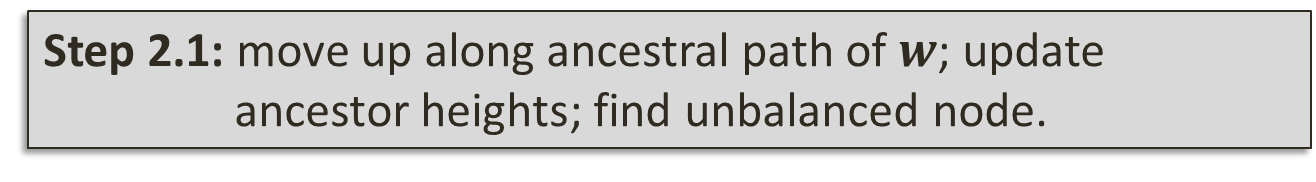 Step 2.1: move up along ancestral path of w; update
ancestor heights; find unbalanced node.